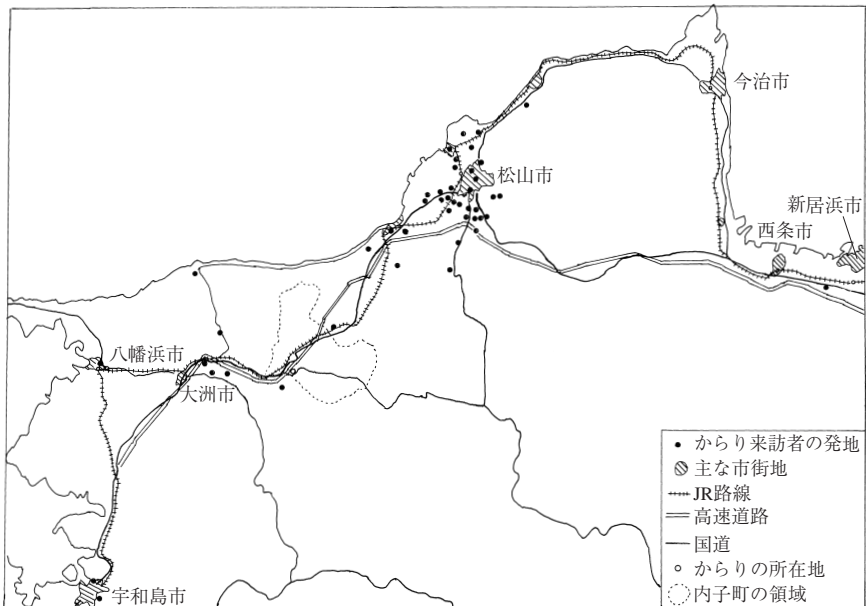 今治市
松山市
新居浜市
西条市
八幡浜市
大洲市
宇和島市
からり来訪者の発地
主な市街地
JR路線
高速道路
国道
からりの所在地
内子町の領域